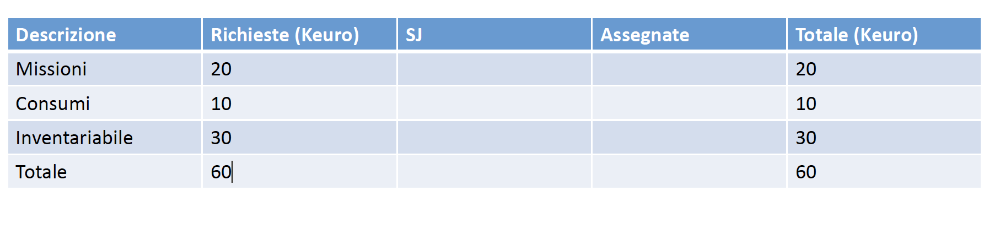 Descrizione Richieste (Keuro) SJ Assegnate Totale (Keuro)
Missioni 20 20
Consumi 10 10
Inventariabile 30 30
Totale 60 60